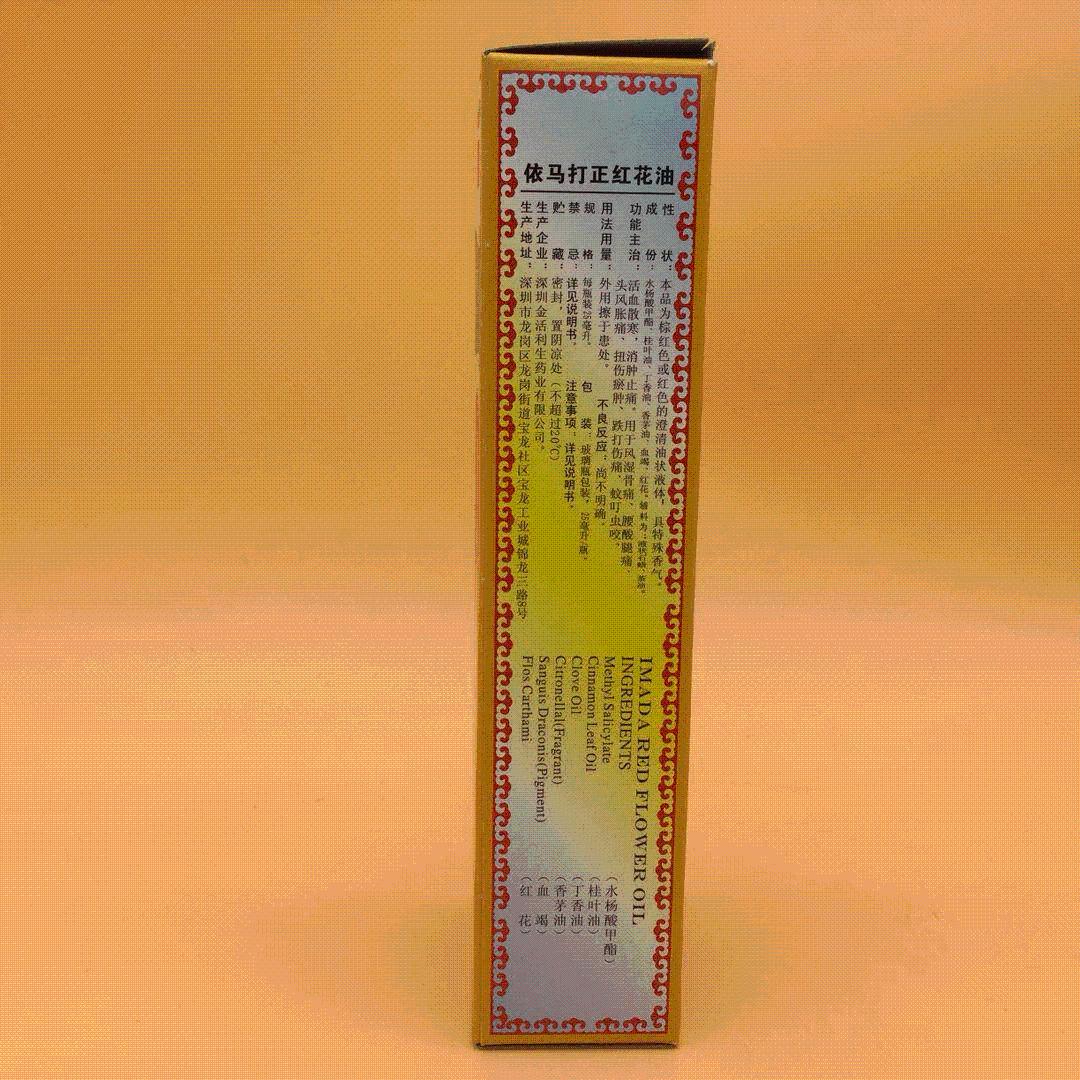 依马打正红花油
性状：本品为棕红色或红色的澄清油状液体，具特殊香气。
成份：水杨酸甲酯、桂叶油、丁香油、香茅油、血竭、红花。辅料为：液状石蜡、茶油。
功能主治：活血散寒，消肿止痛。用于风湿骨痛、腰酸腿痛、
头风胀痛、扭伤瘀肿、跌打伤痛、蚊叮虫咬。
用法用量：外用擦于患处。 不良反应：尚不明确。
规格：每瓶装25毫升。 包装：玻璃瓶包装，25毫升/瓶。
禁忌：详见说明书。 注意事项：详见说明书。
贮藏：密封，置阴凉处（不超过20℃）
生产企业：深圳金活利生药业有限公司。
生产地址：深圳市龙岗区龙岗街道宝龙社区宝龙工业城锦龙三路8号
IMADA RED FLOWER OIL
INGREDIENTS
Methyl Salicylate （水杨酸甲酯）
Cinnamon Leaf Oil （桂叶油）
Clove Oil （丁香油）
Citronellal(Fragrant) （香茅油）
Sanguis Draconis(Pigment) （血竭）
Flos Carthami （红花）